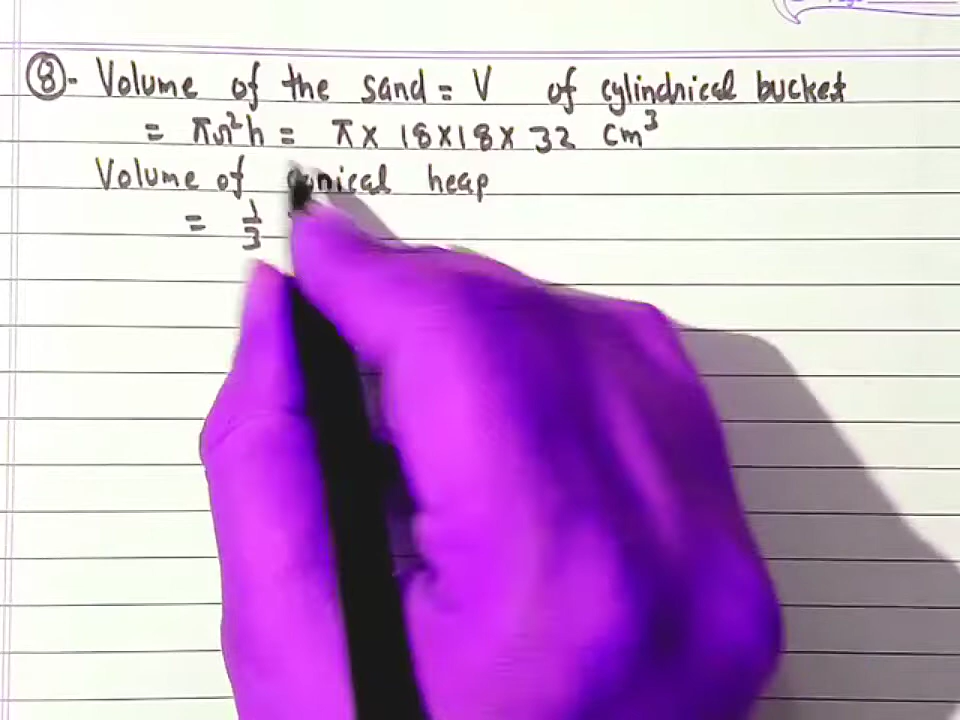 ⑧- Volume of the sand = V of cylindrical bucket
= πr²h = π× 18×18× 32 cm³
Volume of conical heap
= 1/3